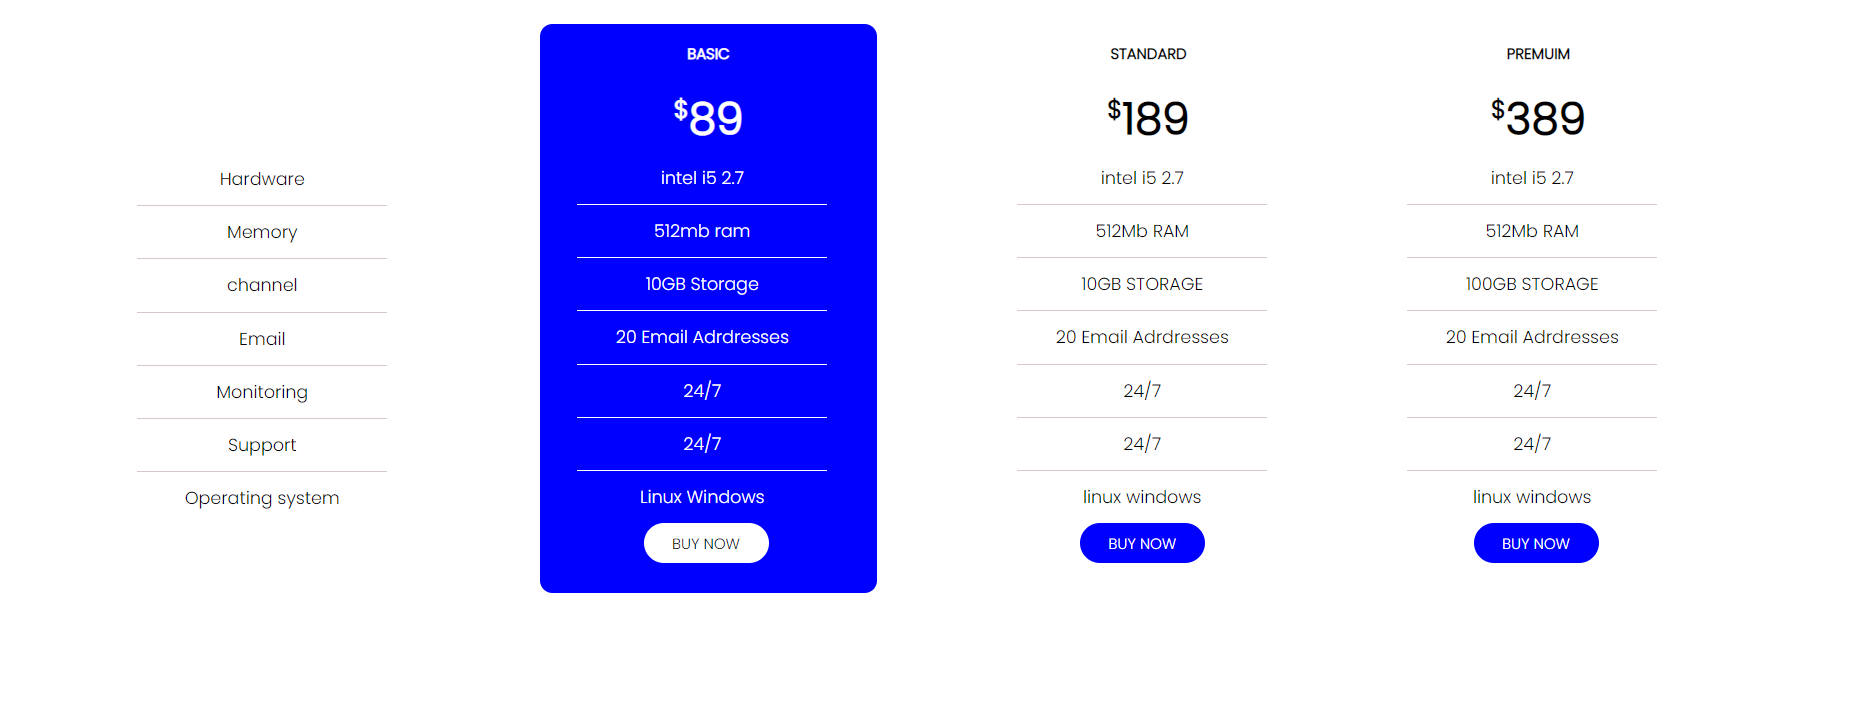 BASIC STANDARD PREMUIM
$89 $189 $389
Hardware intel i5 2.7 intel i5 2.7 intel i5 2.7
Memory 512mb ram 512Mb RAM 512Mb RAM
channel 10GB Storage 10GB STORAGE 100GB STORAGE
Email 20 Email Adrdresses 20 Email Adrdresses 20 Email Adrdresses
Monitoring 24/7 24/7 24/7
Support 24/7 24/7 24/7
Operating system Linux Windows linux windows linux windows
BUY NOW BUY NOW BUY NOW